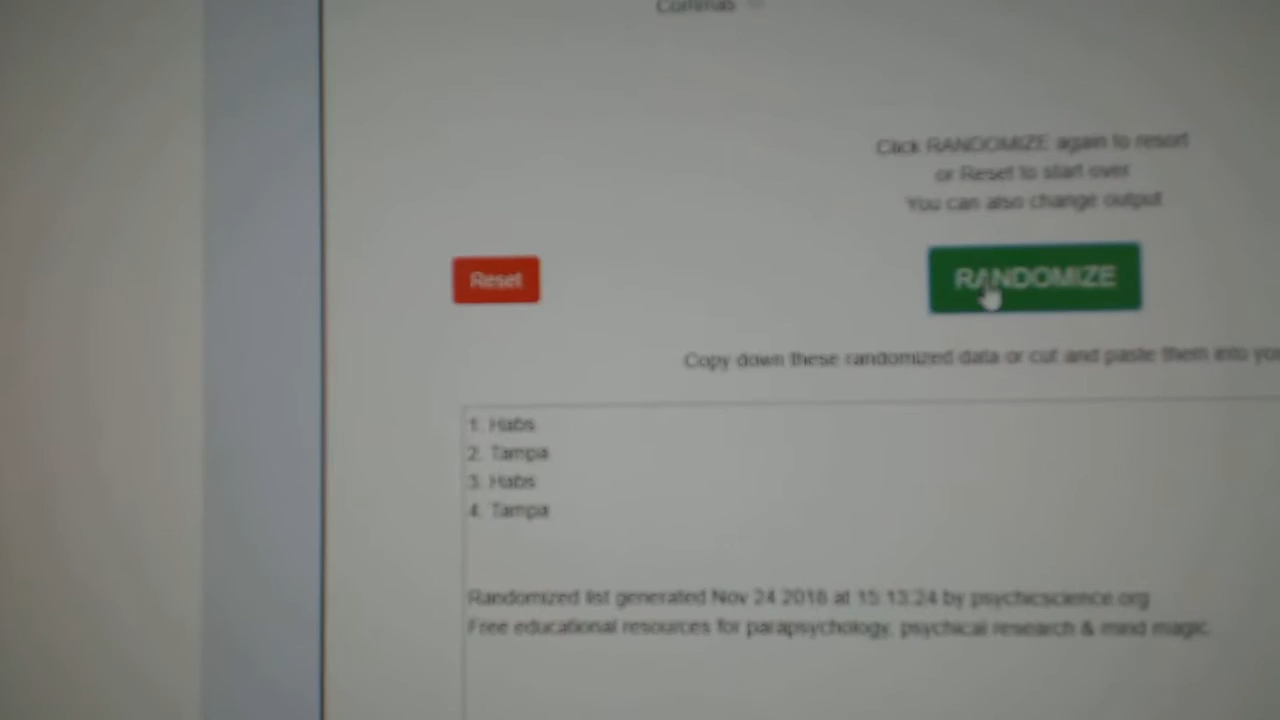 Commas
Click RANDOMIZE again to resort
or Reset to start over
You can also change output
Reset
RANDOMIZE
Copy down these randomized data or cut and paste them into
1. Habs
2. Tampa
3. Habs
4. Tampa
Randomized list generated Nov 24 2018 at 15:13:24 by psychicscience.org
Free educational resources for parapsychology, psychical research & mind magic.